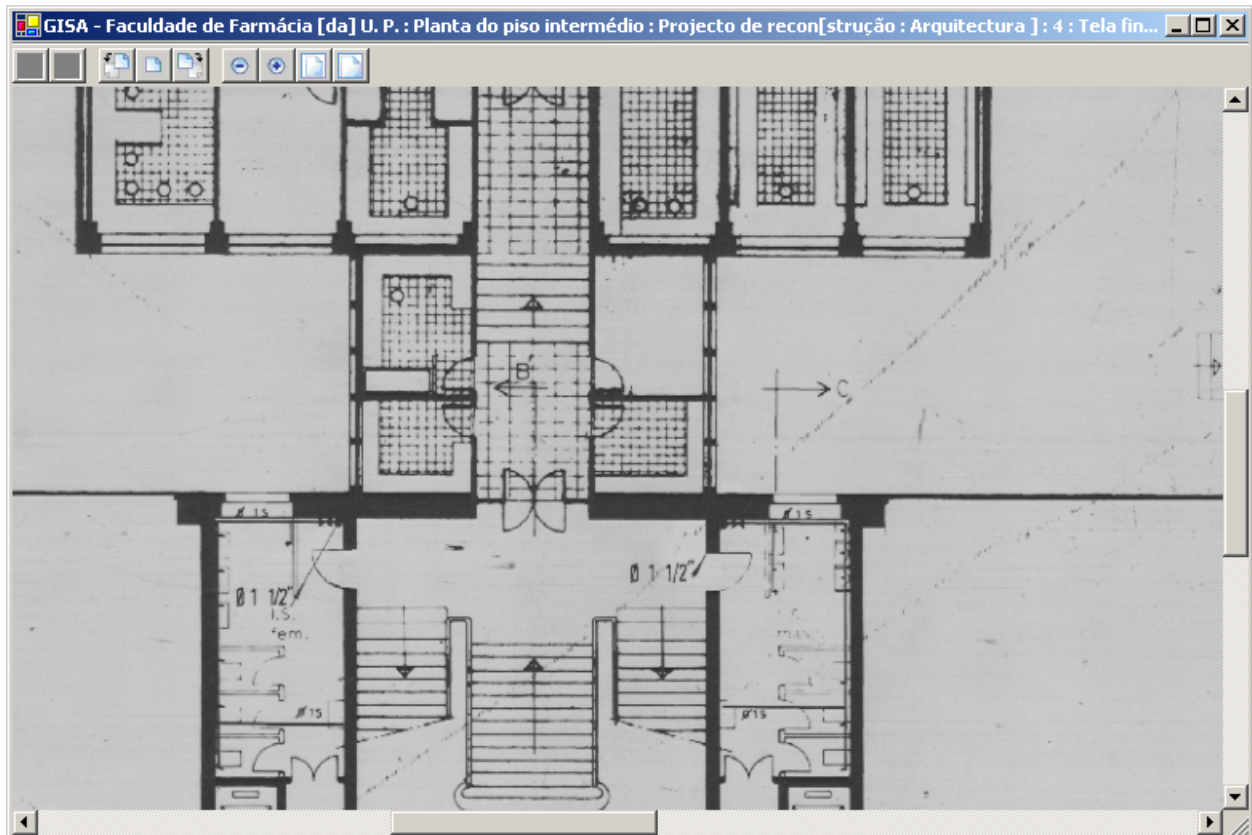 GISA - Faculdade de Farmácia [da] U. P. : Planta do piso intermédio : Projecto de recon[strução : Arquitectura ] : 4 : Tela fin...
B'
C
Ø 15
Ø 15
Ø 1 1/2"
Ø 1 1/2"
I.S.
fem.
mas.
Ø 15
Ø 15